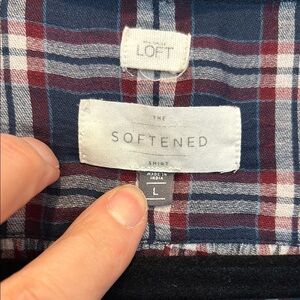 LOFT
THE
SOFTENED
SHIRT
MADE IN
INDIA
L